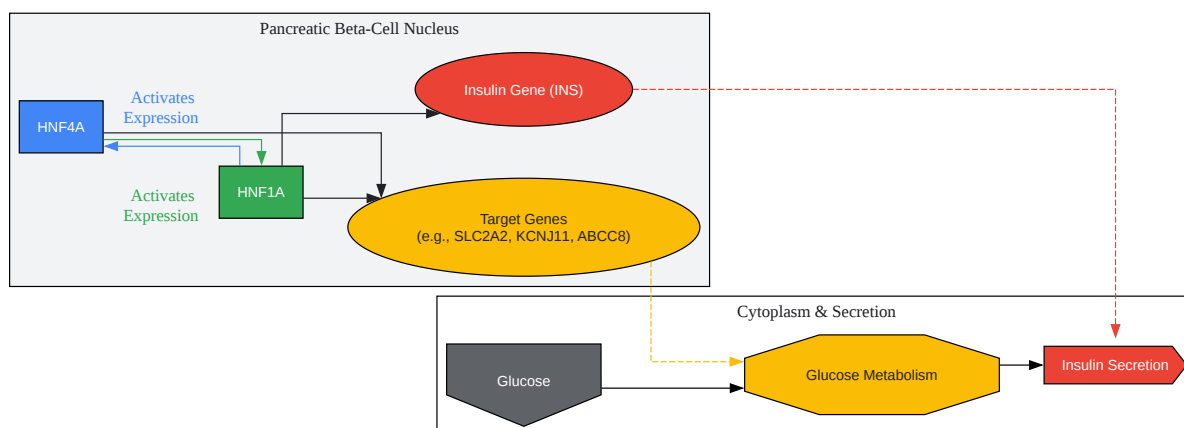 Pancreatic Beta-Cell Nucleus
Activates
Expression
HNF4A
Insulin Gene (INS)
HNF1A
Activates
Expression
Target Genes
(e.g., SLC2A2, KCNJ11, ABCC8)
Cytoplasm & Secretion
Glucose
Glucose Metabolism
Insulin Secretion